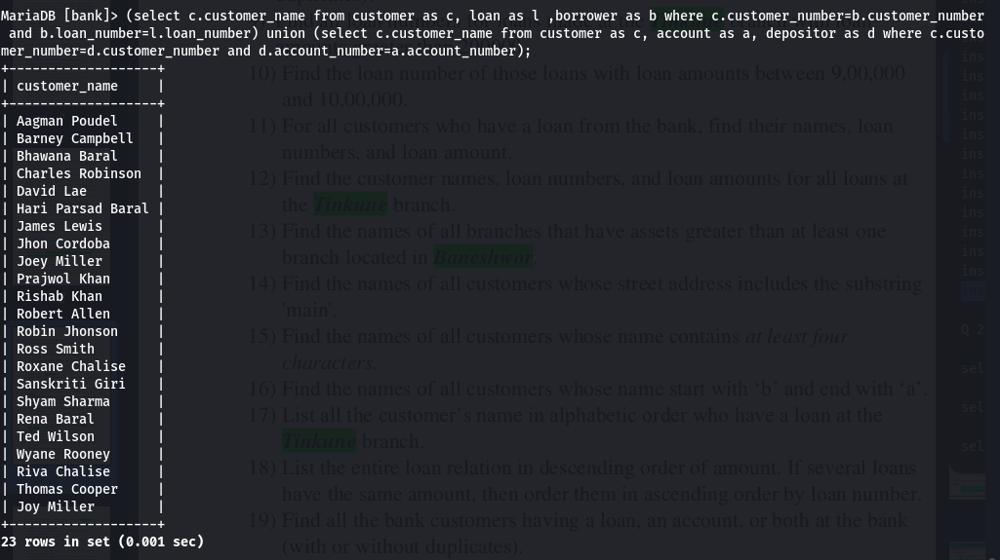 MariaDB [bank]> (select c.customer_name from customer as c, loan as l ,borrower as b where c.customer_number=b.customer_number
and b.loan_number=l.loan_number) union (select c.customer_name from customer as c, account as a, depositor as d where c.custo
mer_number=d.customer_number and d.account_number=a.account_number);
+-------------------+
| customer_name     |
+-------------------+
| Aagman Poudel     |
| Barney Campbell   |
| Bhawana Baral     |
| Charles Robinson  |
| David Lae         |
| Hari Parsad Baral |
| James Lewis       |
| Jhon Cordoba      |
| Joey Miller       |
| Prajwol Khan      |
| Rishab Khan       |
| Robert Allen      |
| Robin Jhonson     |
| Ross Smith        |
| Roxane Chalise    |
| Sanskriti Giri    |
| Shyam Sharma      |
| Rena Baral        |
| Ted Wilson        |
| Wyane Rooney      |
| Riva Chalise      |
| Thomas Cooper     |
| Joy Miller        |
+-------------------+
23 rows in set (0.001 sec)
10) Find the loan number of those loans with loan amounts between 9,00,000
and 10,00,000.
11) For all customers who have a loan from the bank, find their names, loan
numbers, and loan amount.
12) Find the customer names, loan numbers, and loan amounts for all loans at
the Tinkune branch.
13) Find the names of all branches that have assets greater than at least one
branch located in Baneshwor.
14) Find the names of all customers whose street address includes the substring
'main'.
15) Find the names of all customers whose name contains at least four
characters.
16) Find the names of all customers whose name start with ‘b’ and end with ‘a’.
17) List all the customer’s name in alphabetic order who have a loan at the
Tinkune branch.
18) List the entire loan relation in descending order of amount. If several loans
have the same amount, then order them in ascending order by loan number.
19) Find all the bank customers having a loan, an account, or both at the bank
(with or without duplicates).
ins
ins
ins
ins
ins
ins
ins
ins
ins
ins
ins
ins
ins
Q 2
sel
sel
sel